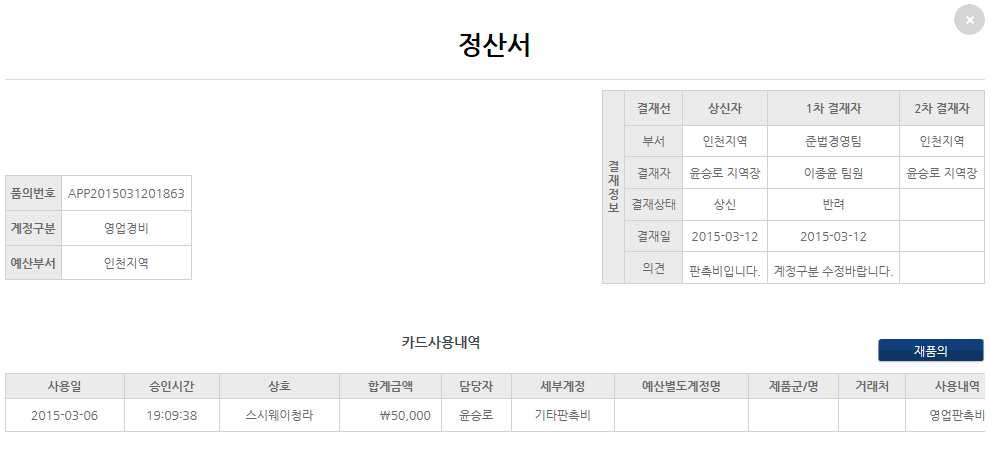 정산서
결재정보
결재선 상신자 1차 결재자 2차 결재자
부서 인천지역 준법경영팀 인천지역
결재자 윤승로 지역장 이종윤 팀원 윤승로 지역장
결재상태 상신 반려
결재일 2015-03-12 2015-03-12
의견 판촉비입니다. 계정구분 수정바랍니다.
품의번호 APP2015031201863
계정구분 영업경비
예산부서 인천지역
카드사용내역
재품의
사용일 승인시간 상호 합계금액 담당자 세부계정 예산별도계정명 제품군/명 거래처 사용내역
2015-03-06 19:09:38 스시웨이청라 ₩50,000 윤승로 기타판촉비 영업판촉비